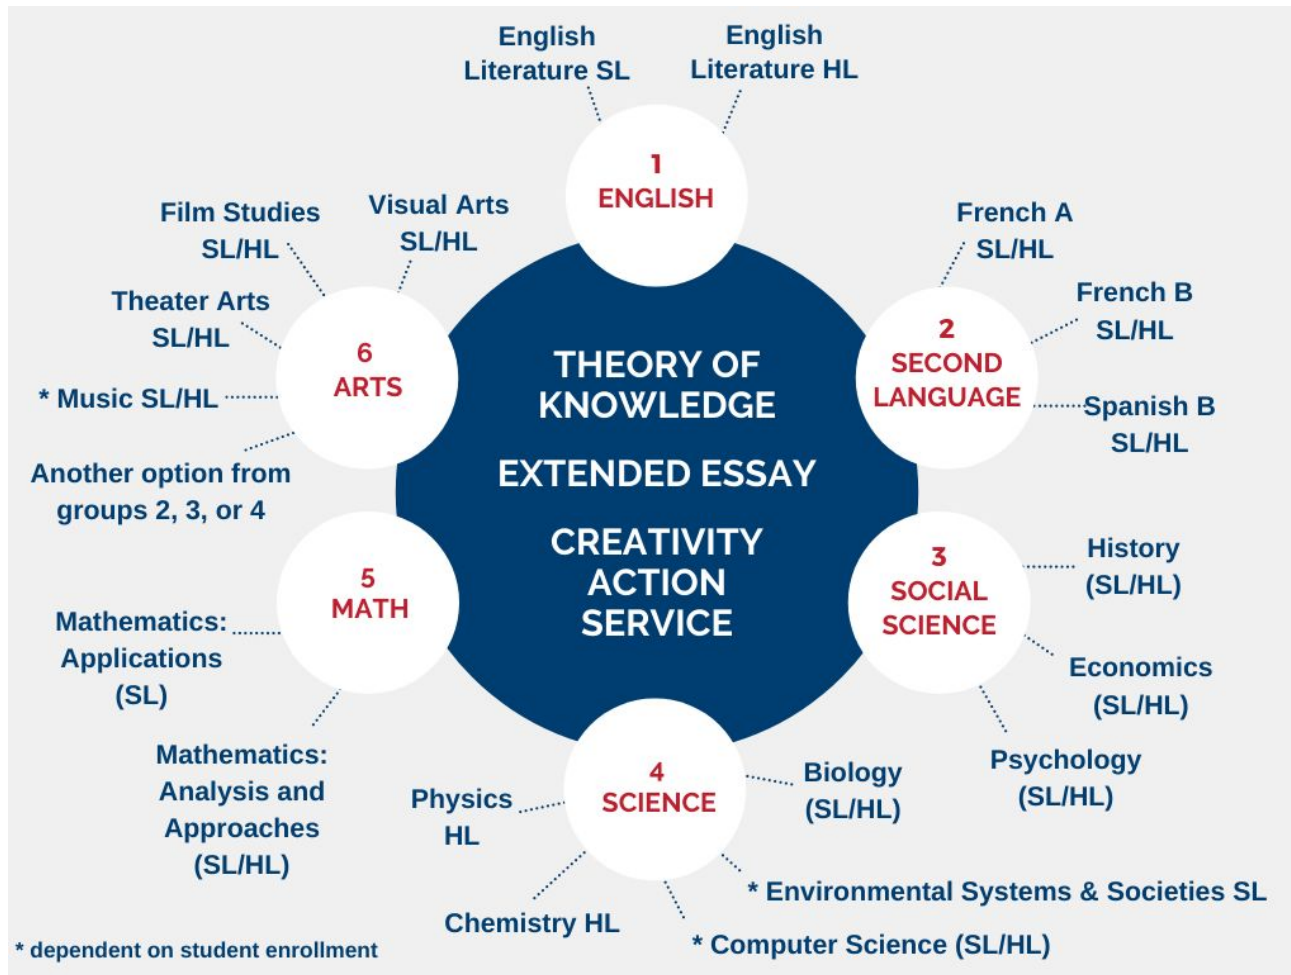 English
Literature SL
English
Literature HL
1
ENGLISH
French A
SL/HL
French B
SL/HL
2
SECOND
LANGUAGE
Spanish B
SL/HL
3
SOCIAL
SCIENCE
History
(SL/HL)
Economics
(SL/HL)
Psychology
(SL/HL)
4
SCIENCE
Biology
(SL/HL)
* Environmental Systems & Societies SL
* Computer Science (SL/HL)
Chemistry HL
Physics
HL
5
MATH
Mathematics:
Applications
(SL)
Mathematics:
Analysis and
Approaches
(SL/HL)
6
ARTS
Visual Arts
SL/HL
Film Studies
SL/HL
Theater Arts
SL/HL
* Music SL/HL
Another option from
groups 2, 3, or 4
THEORY OF
KNOWLEDGE
EXTENDED ESSAY
CREATIVITY
ACTION
SERVICE
* dependent on student enrollment